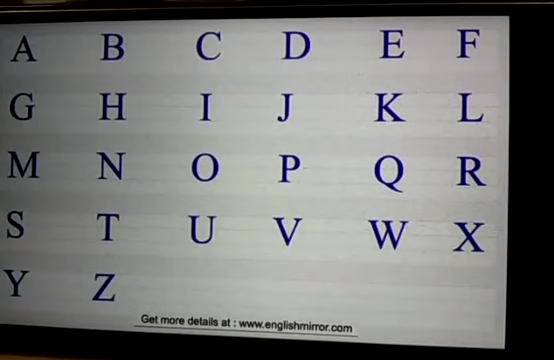 A B C D E F
G H I J K L
M N O P Q R
S T U V W X
Y Z
Get more details at : www.englishmirror.com